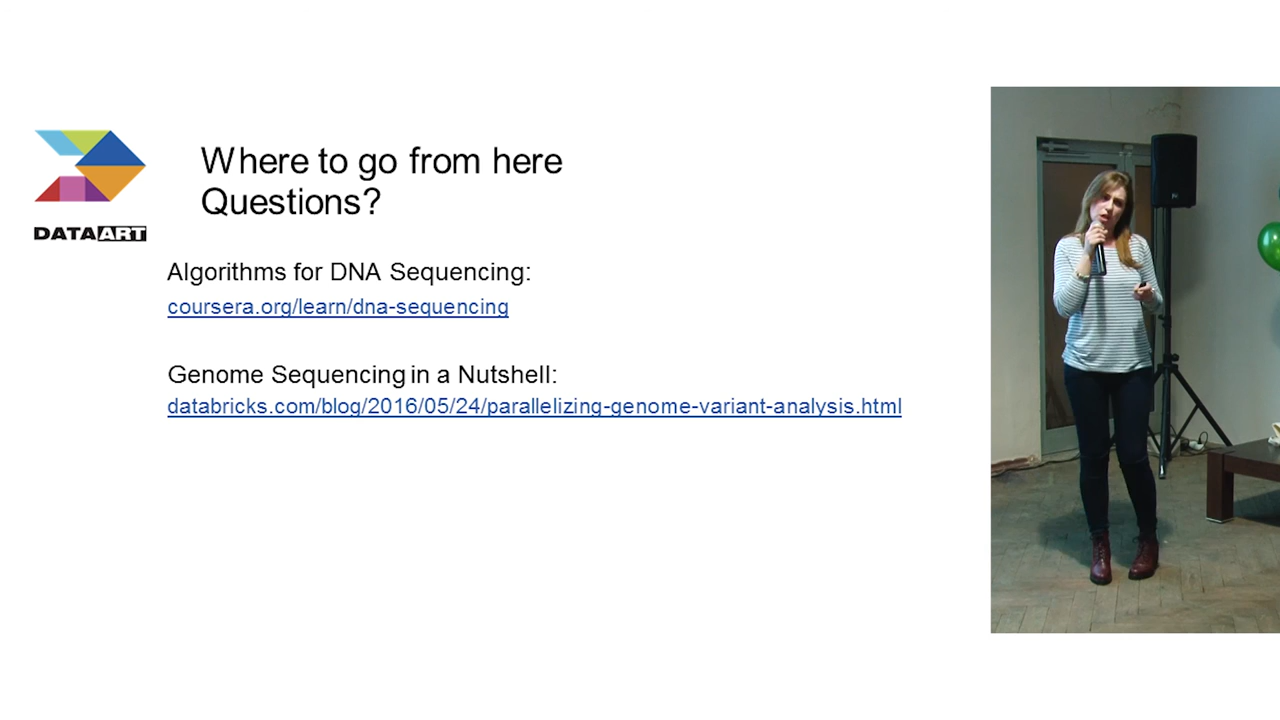 Where to go from here
Questions?
DATAART
Algorithms for DNA Sequencing:
coursera.org/learn/dna-sequencing
Genome Sequencing in a Nutshell:
databricks.com/blog/2016/05/24/parallelizing-genome-variant-analysis.html